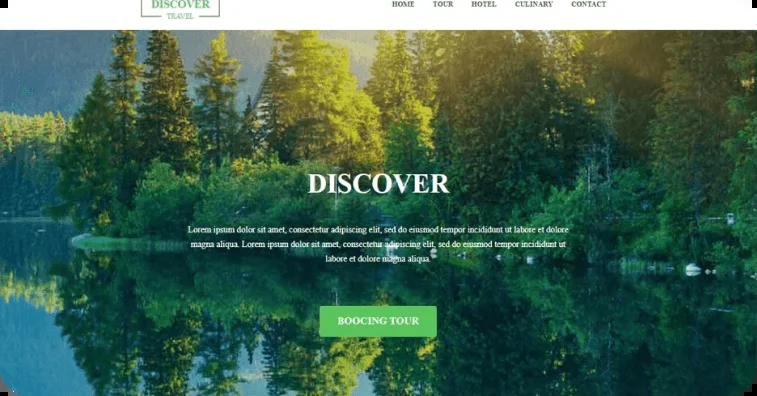 DISCOVER
TRAVEL
HOME TOUR HOTEL CULINARY CONTACT
DISCOVER
Lorem ipsum dolor sit amet, consectetur adipiscing elit, sed do eiusmod tempor incididunt ut labore et dolore
magna aliqua. Lorem ipsum dolor sit amet, consectetur adipiscing elit, sed do eiusmod tempor incididunt ut
labore et dolore magna aliqua.
BOOCING TOUR